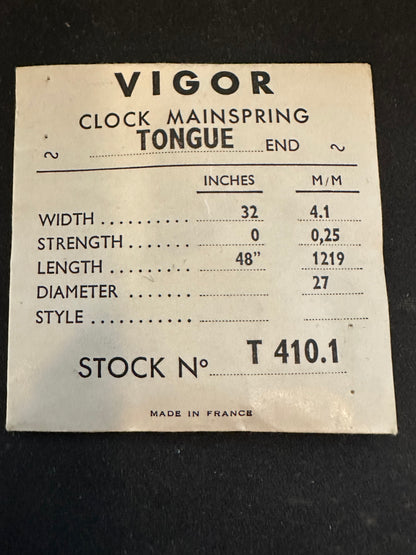 VIGOR
CLOCK MAINSPRING
~ TONGUE END ~
INCHES M/M
WIDTH .......... 32 4.1
STRENGTH ....... 0 0,25
LENGTH ......... 48" 1219
DIAMETER ....... 27
STYLE ...........
STOCK Nº T 410.1
MADE IN FRANCE